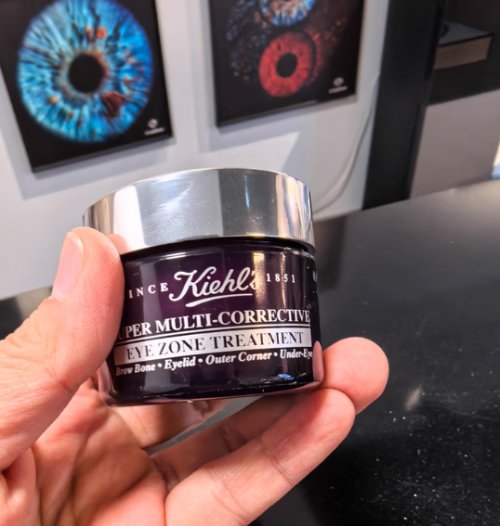 INCE Kiehl's 1851
UPER MULTI-CORRECTIVE
EYE ZONE TREATMENT
Brow Bone • Eyelid • Outer Corner • Under-Eye